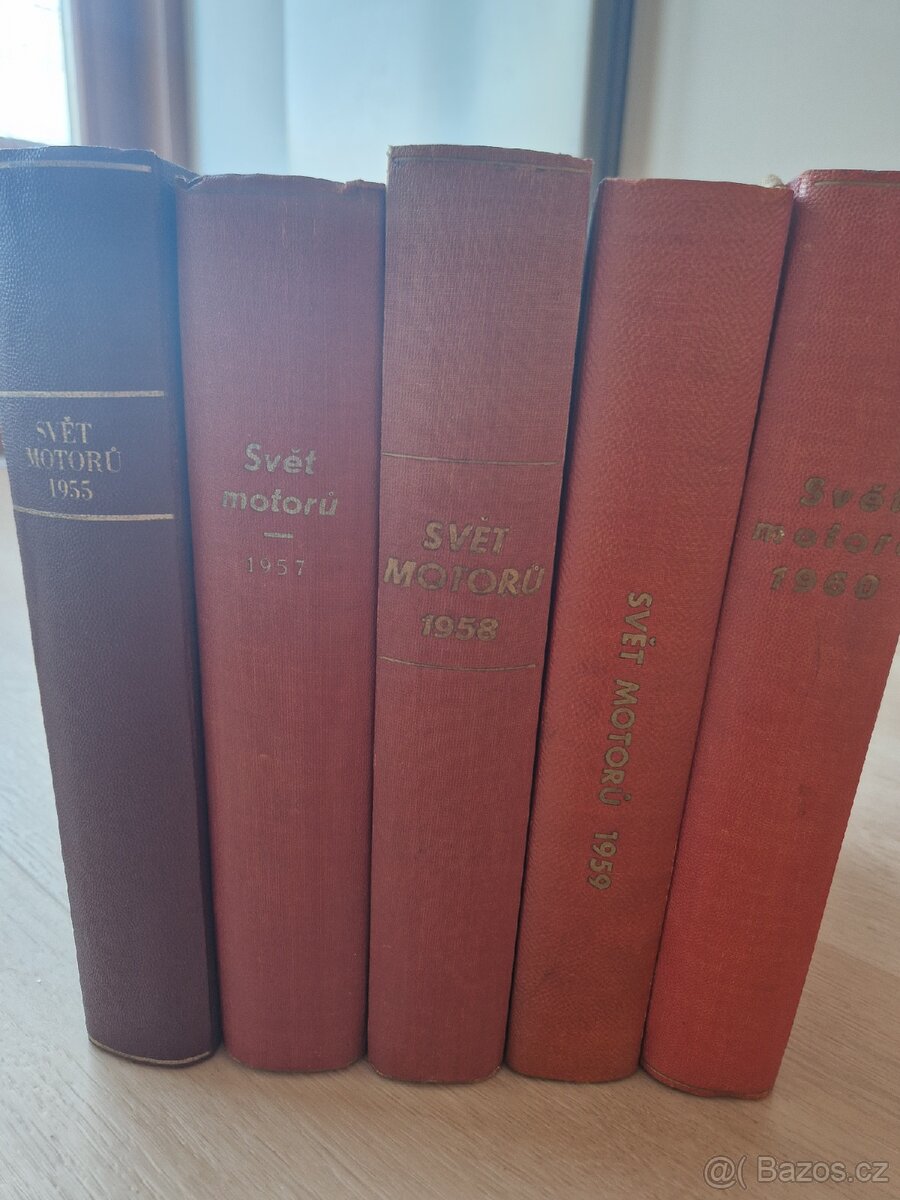 SVĚT
MOTORŮ
1955
Svět
motorů
1957
SVĚT
MOTORŮ
1958
SVĚT MOTORŮ 1959
Svět
motorů
1960
@( Bazos.cz